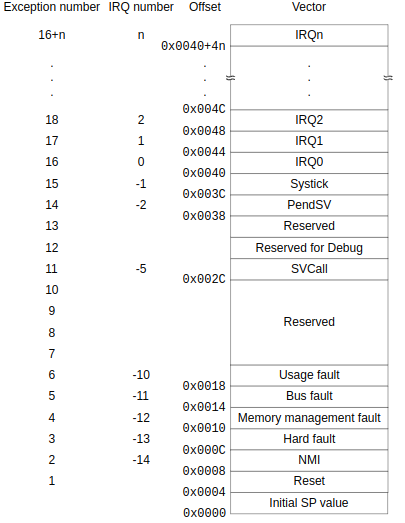 Exception number IRQ number Offset Vector
16+n n IRQn
0x0040+4n
. . .
. . .
. . .
0x004C
18 2 IRQ2
0x0048
17 1 IRQ1
0x0044
16 0 IRQ0
0x0040
15 -1 Systick
0x003C
14 -2 PendSV
0x0038
13 Reserved
12 Reserved for Debug
11 -5 SVCall
0x002C
10
9
Reserved
8
7
6 -10 Usage fault
0x0018
5 -11 Bus fault
0x0014
4 -12 Memory management fault
0x0010
3 -13 Hard fault
0x000C
2 -14 NMI
0x0008
1 Reset
0x0004
Initial SP value
0x0000